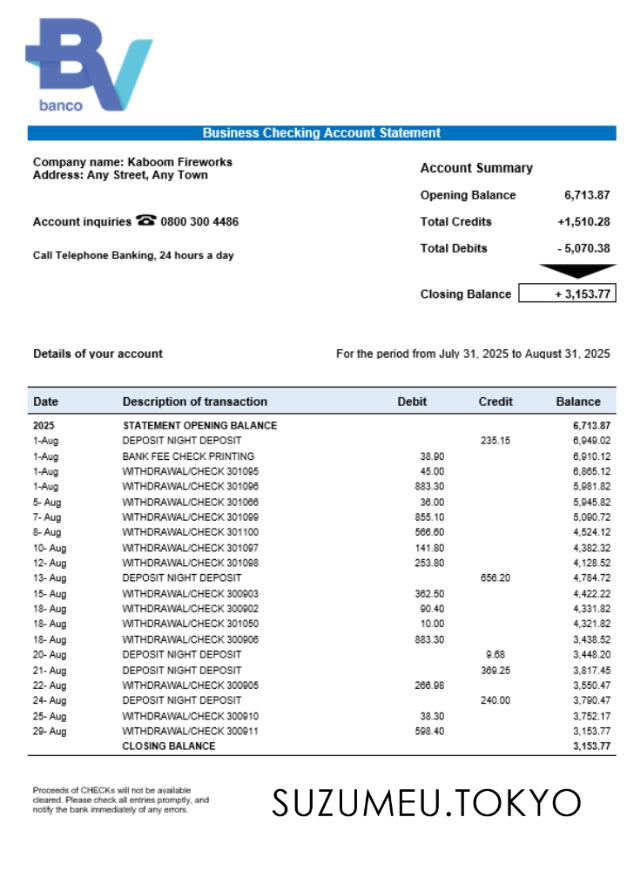 BV
banco
Business Checking Account Statement
Company name: Kaboom Fireworks
Address: Any Street, Any Town
Account inquiries ☎ 0800 300 4486
Call Telephone Banking, 24 hours a day
Account Summary
Opening Balance 6,713.87
Total Credits +1,510.28
Total Debits - 5,070.38
Closing Balance + 3,153.77
Details of your account For the period from July 31, 2025 to August 31, 2025
Date Description of transaction Debit Credit Balance
2025 STATEMENT OPENING BALANCE 6,713.87
1-Aug DEPOSIT NIGHT DEPOSIT 235.15 6,949.02
1-Aug BANK FEE CHECK PRINTING 38.90 6,910.12
1-Aug WITHDRAWAL/CHECK 301095 45.00 6,865.12
1-Aug WITHDRAWAL/CHECK 301096 883.30 5,981.82
5- Aug WITHDRAWAL/CHECK 301066 36.00 5,945.82
7- Aug WITHDRAWAL/CHECK 301099 855.10 5,090.72
8- Aug WITHDRAWAL/CHECK 301100 566.60 4,524.12
10- Aug WITHDRAWAL/CHECK 301097 141.80 4,382.32
12- Aug WITHDRAWAL/CHECK 301098 253.80 4,128.52
13- Aug DEPOSIT NIGHT DEPOSIT 656.20 4,784.72
15- Aug WITHDRAWAL/CHECK 300903 362.50 4,422.22
18- Aug WITHDRAWAL/CHECK 300902 90.40 4,331.82
18- Aug WITHDRAWAL/CHECK 301050 10.00 4,321.82
18- Aug WITHDRAWAL/CHECK 300906 883.30 3,438.52
20- Aug DEPOSIT NIGHT DEPOSIT 9.68 3,448.20
21- Aug DEPOSIT NIGHT DEPOSIT 369.25 3,817.45
22- Aug WITHDRAWAL/CHECK 300905 266.98 3,550.47
24- Aug DEPOSIT NIGHT DEPOSIT 240.00 3,790.47
25- Aug WITHDRAWAL/CHECK 300910 38.30 3,752.17
29- Aug WITHDRAWAL/CHECK 300911 598.40 3,153.77
CLOSING BALANCE 3,153.77
Proceeds of CHECKs will not be available
cleared. Please check all entries promptly, and
notify the bank immediately of any errors.
SUZUMEU.TOKYO